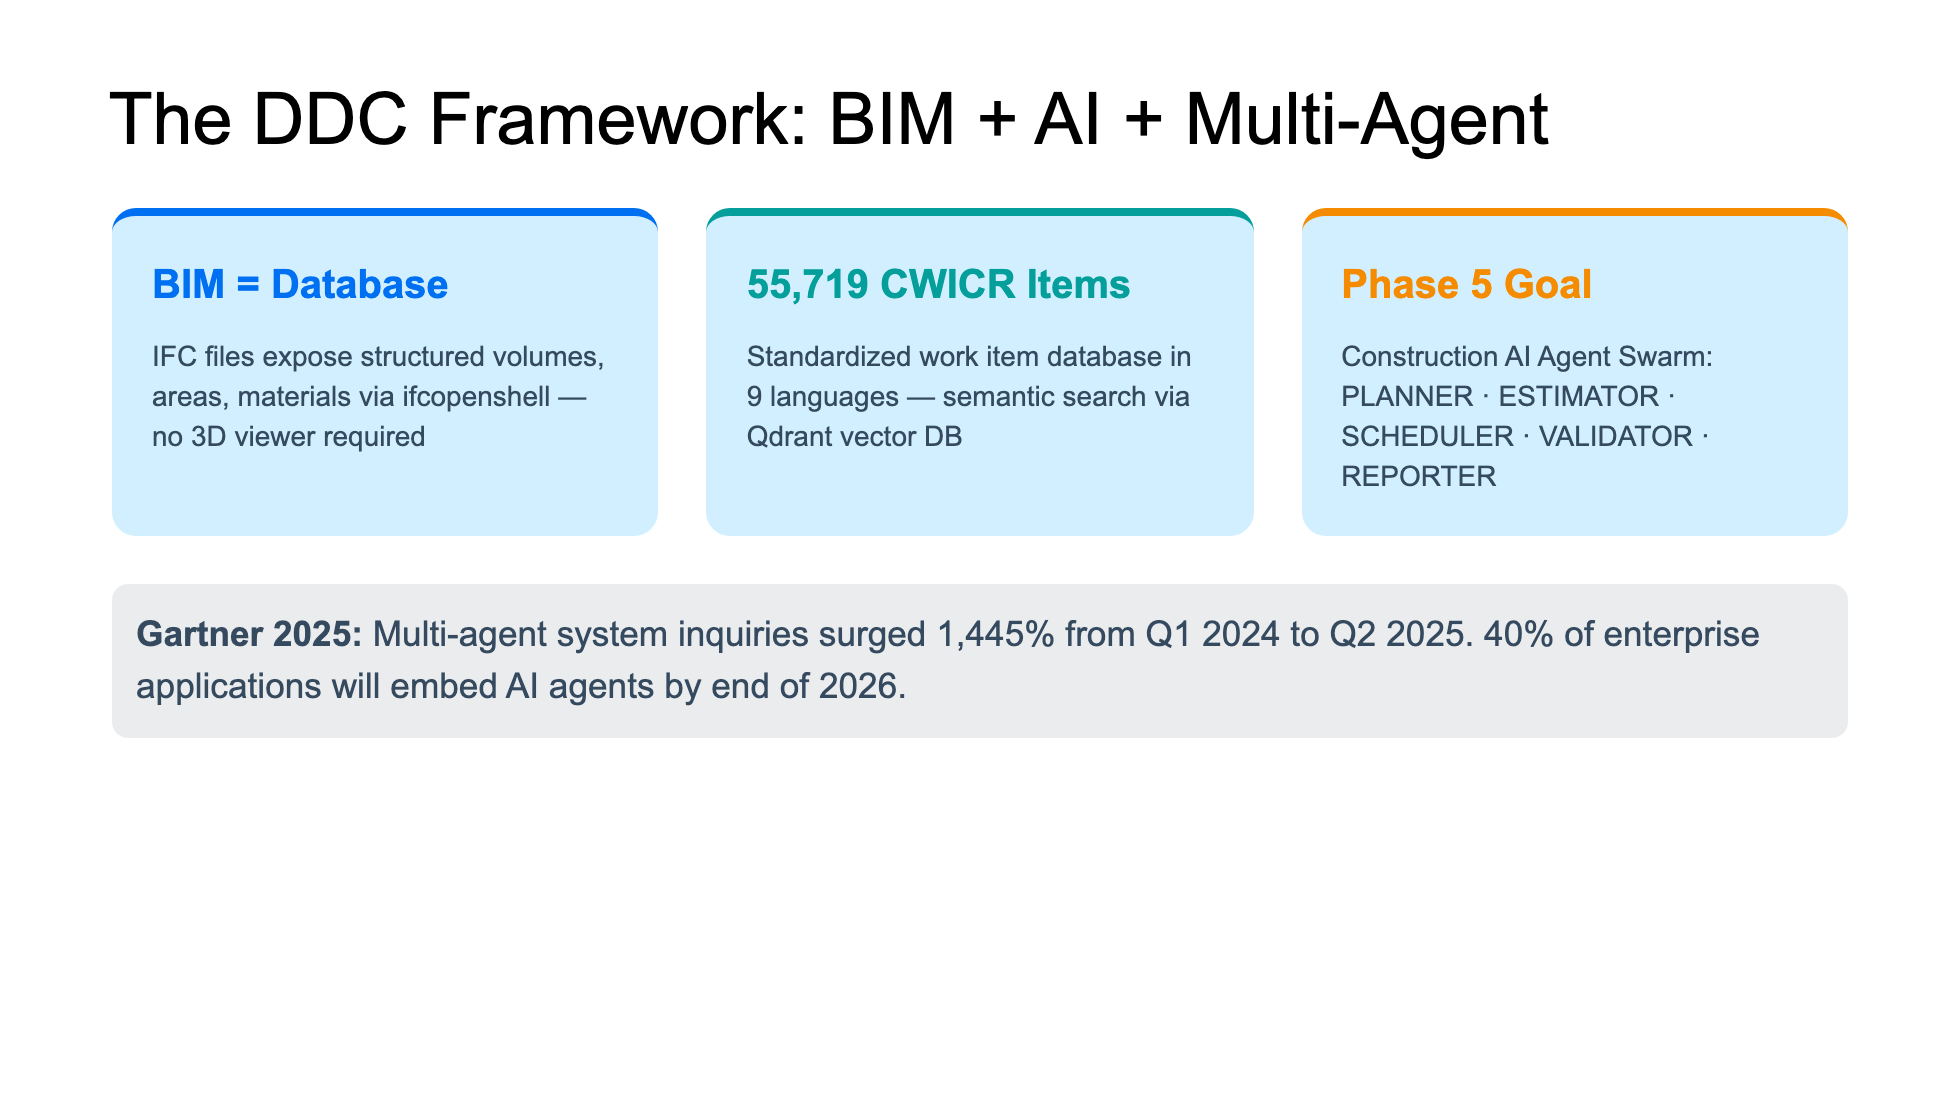 The DDC Framework: BIM + AI + Multi-Agent
BIM = Database
IFC files expose structured volumes,
areas, materials via ifcopenshell —
no 3D viewer required
55,719 CWICR Items
Standardized work item database in
9 languages — semantic search via
Qdrant vector DB
Phase 5 Goal
Construction AI Agent Swarm:
PLANNER · ESTIMATOR ·
SCHEDULER · VALIDATOR ·
REPORTER
Gartner 2025: Multi-agent system inquiries surged 1,445% from Q1 2024 to Q2 2025. 40% of enterprise
applications will embed AI agents by end of 2026.